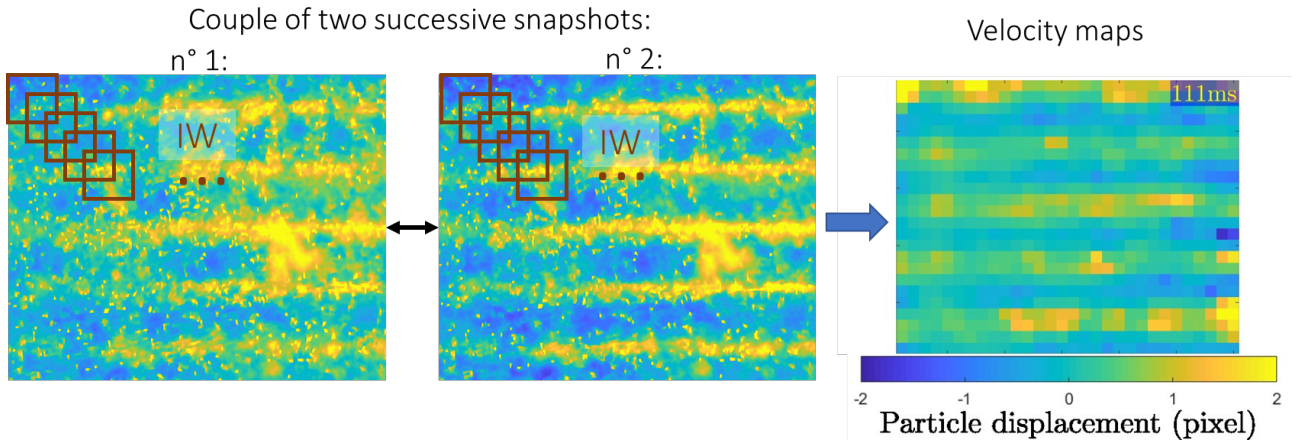 Couple of two successive snapshots:
n° 1:
n° 2:
Velocity maps
IW
IW
111ms
-2 -1 0 1 2
Particle displacement (pixel)